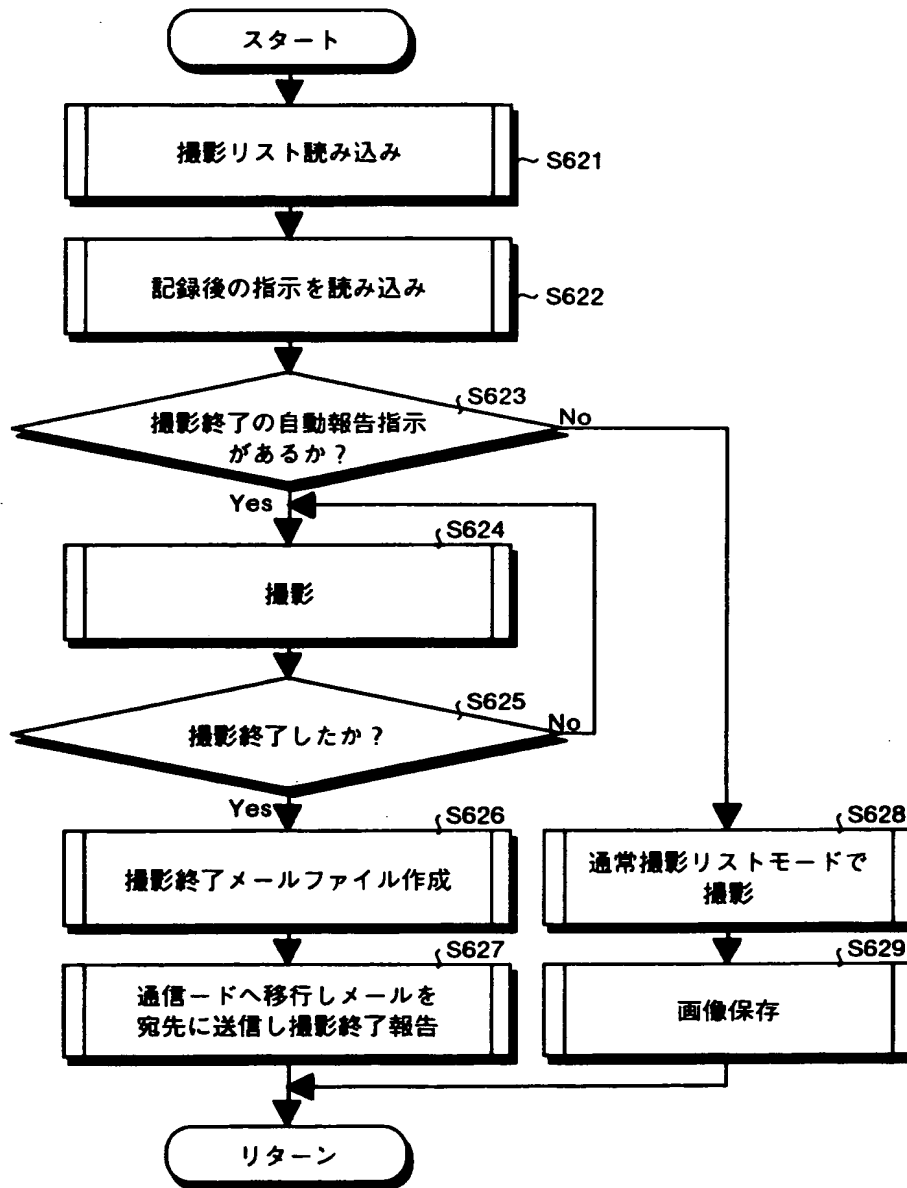 スタート
撮影リスト読み込み
S621
記録後の指示を読み込み
S622
S623
撮影終了の自動報告指示
があるか？
No
Yes
S624
撮影
S625
撮影終了したか？
No
Yes
S626
撮影終了メールファイル作成
S628
通常撮影リストモードで
撮影
S627
通信ードへ移行しメールを
宛先に送信し撮影終了報告
S629
画像保存
リターン